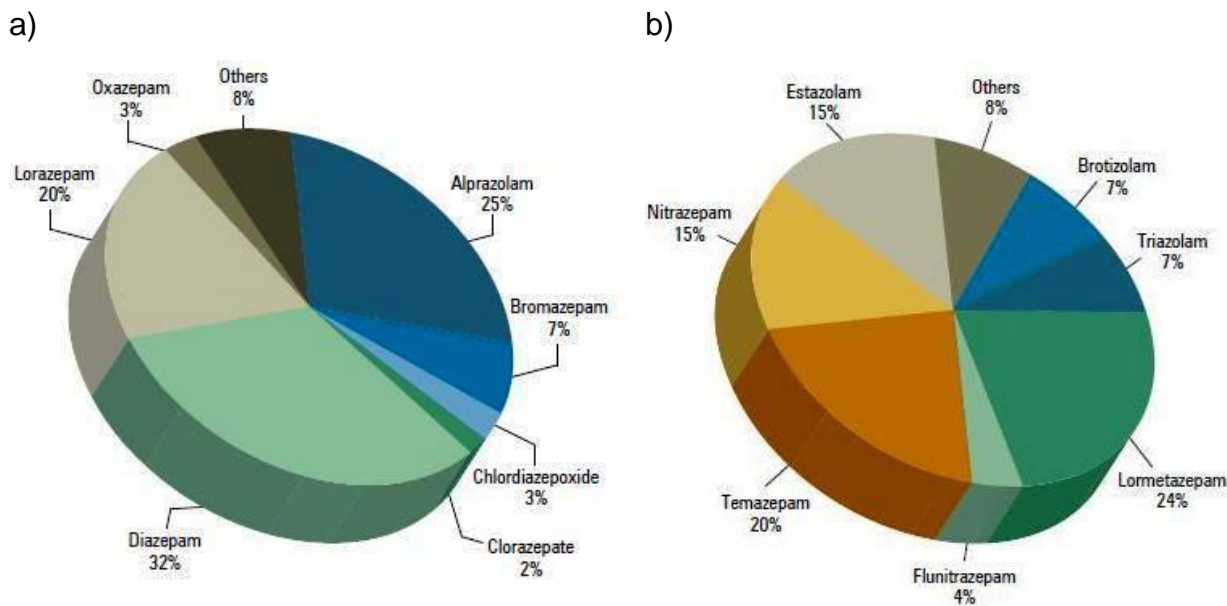 a)
Oxazepam
3%
Others
8%
Lorazepam
20%
Alprazolam
25%
Bromazepam
7%
Chlordiazepoxide
3%
Clorazepate
2%
Diazepam
32%
b)
Estazolam
15%
Others
8%
Brotizolam
7%
Triazolam
7%
Nitrazepam
15%
Lormetazepam
24%
Temazepam
20%
Flunitrazepam
4%